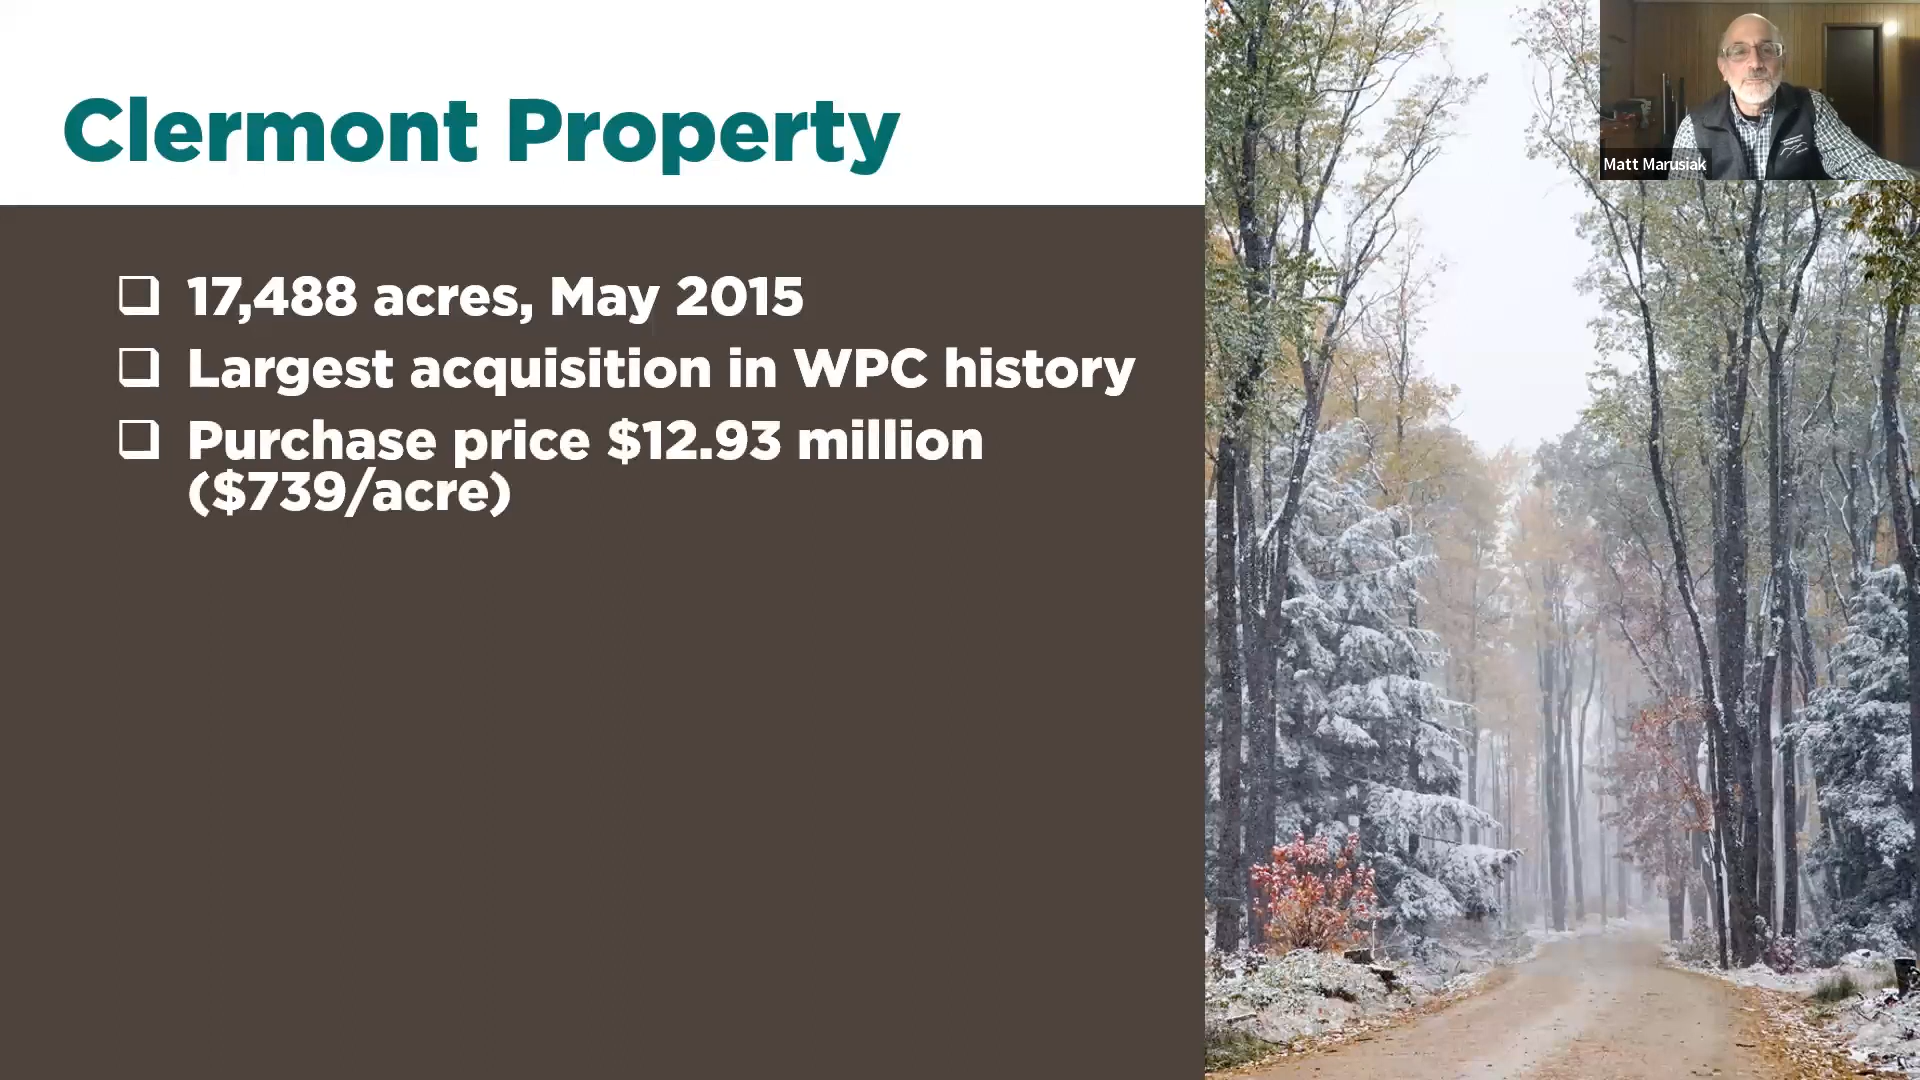 Clermont Property
17,488 acres, May 2015
Largest acquisition in WPC history
Purchase price $12.93 million
($739/acre)
Matt Marusiak